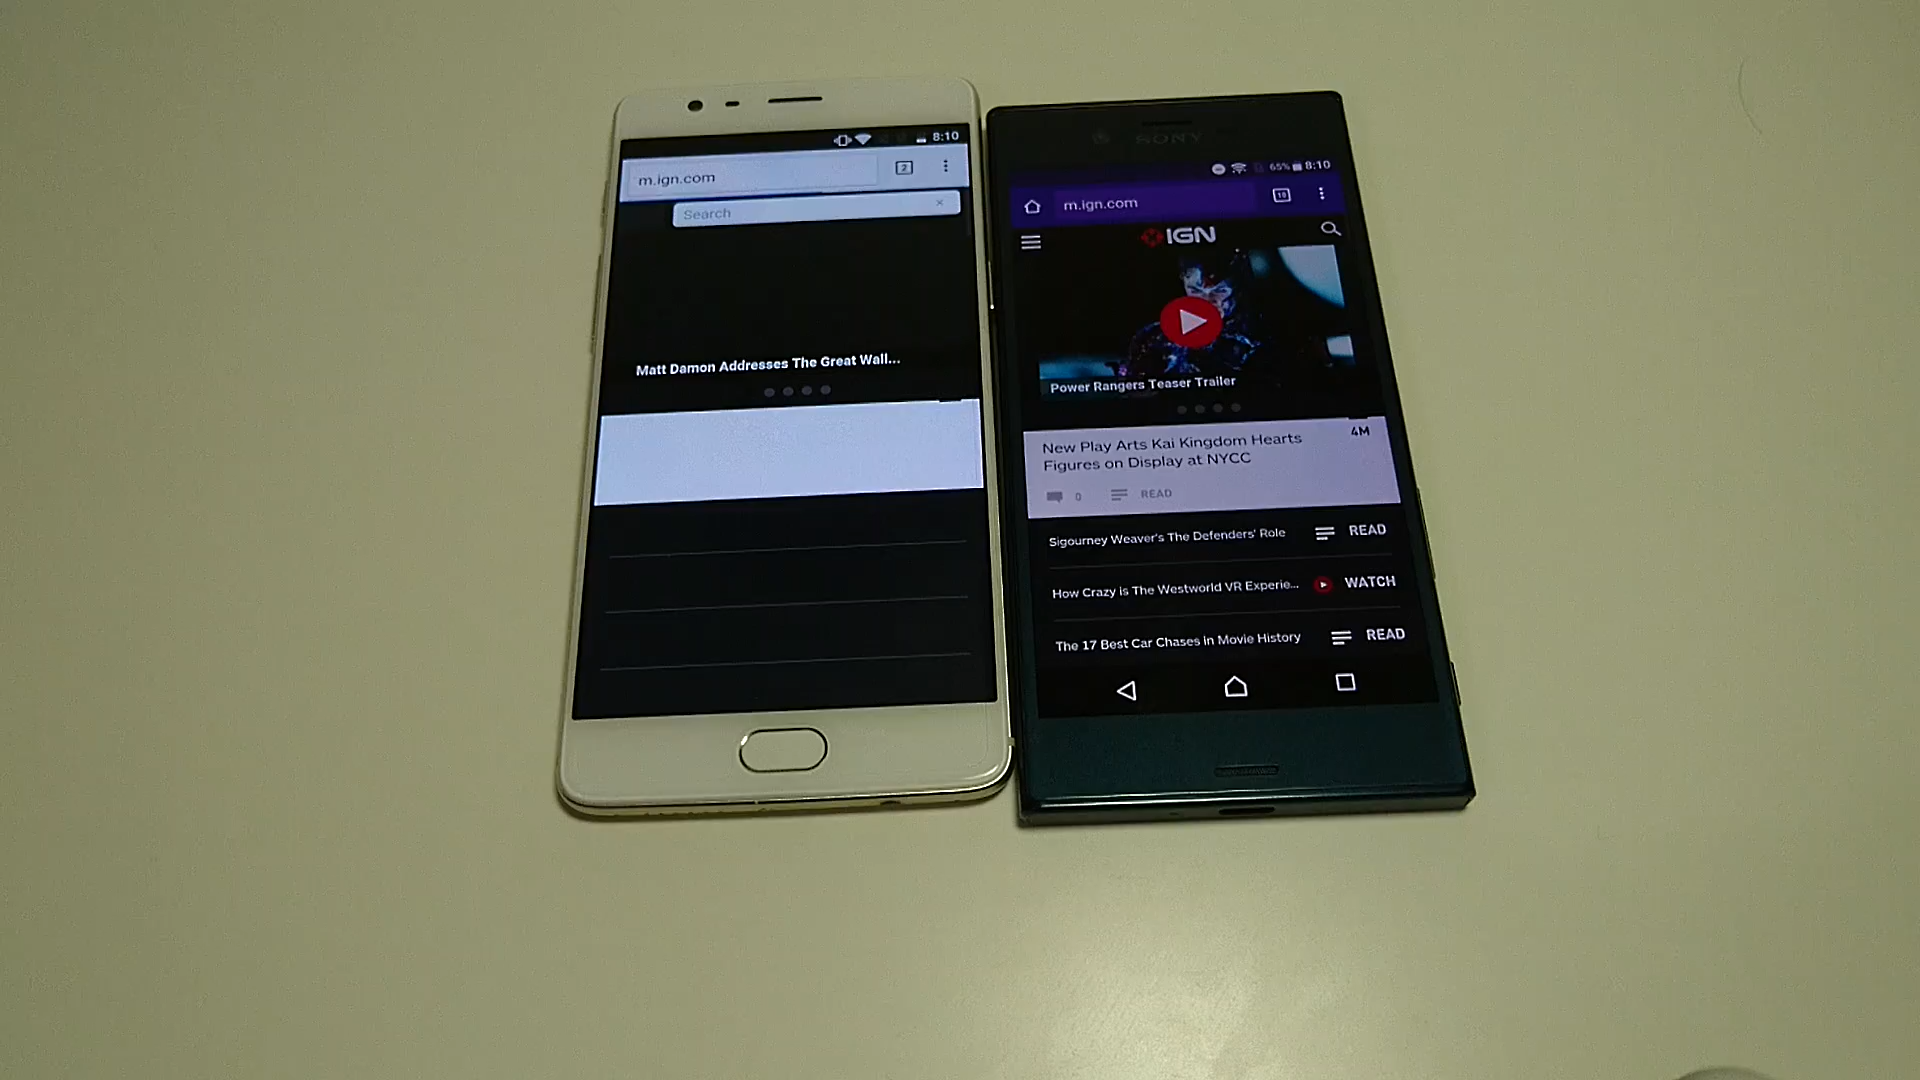 8:10
m.ign.com
2
Search
Matt Damon Addresses The Great Wall...
SONY
65% 8:10
m.ign.com
10
IGN
Power Rangers Teaser Trailer
New Play Arts Kai Kingdom Hearts
Figures on Display at NYCC
4M
0 READ
Sigourney Weaver's The Defenders' Role READ
How Crazy is The Westworld VR Experie... WATCH
The 17 Best Car Chases in Movie History READ